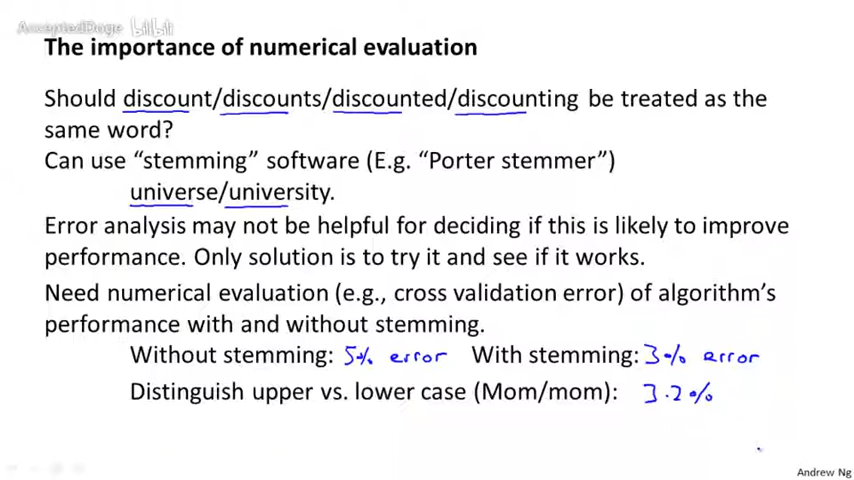 AcceptedDoge bilibili
The importance of numerical evaluation
Should discount/discounts/discounted/discounting be treated as the
same word?
Can use “stemming” software (E.g. “Porter stemmer”)
universe/university.
Error analysis may not be helpful for deciding if this is likely to improve
performance. Only solution is to try it and see if it works.
Need numerical evaluation (e.g., cross validation error) of algorithm’s
performance with and without stemming.
Without stemming: 5% error With stemming: 3% error
Distinguish upper vs. lower case (Mom/mom): 3.2%
Andrew Ng